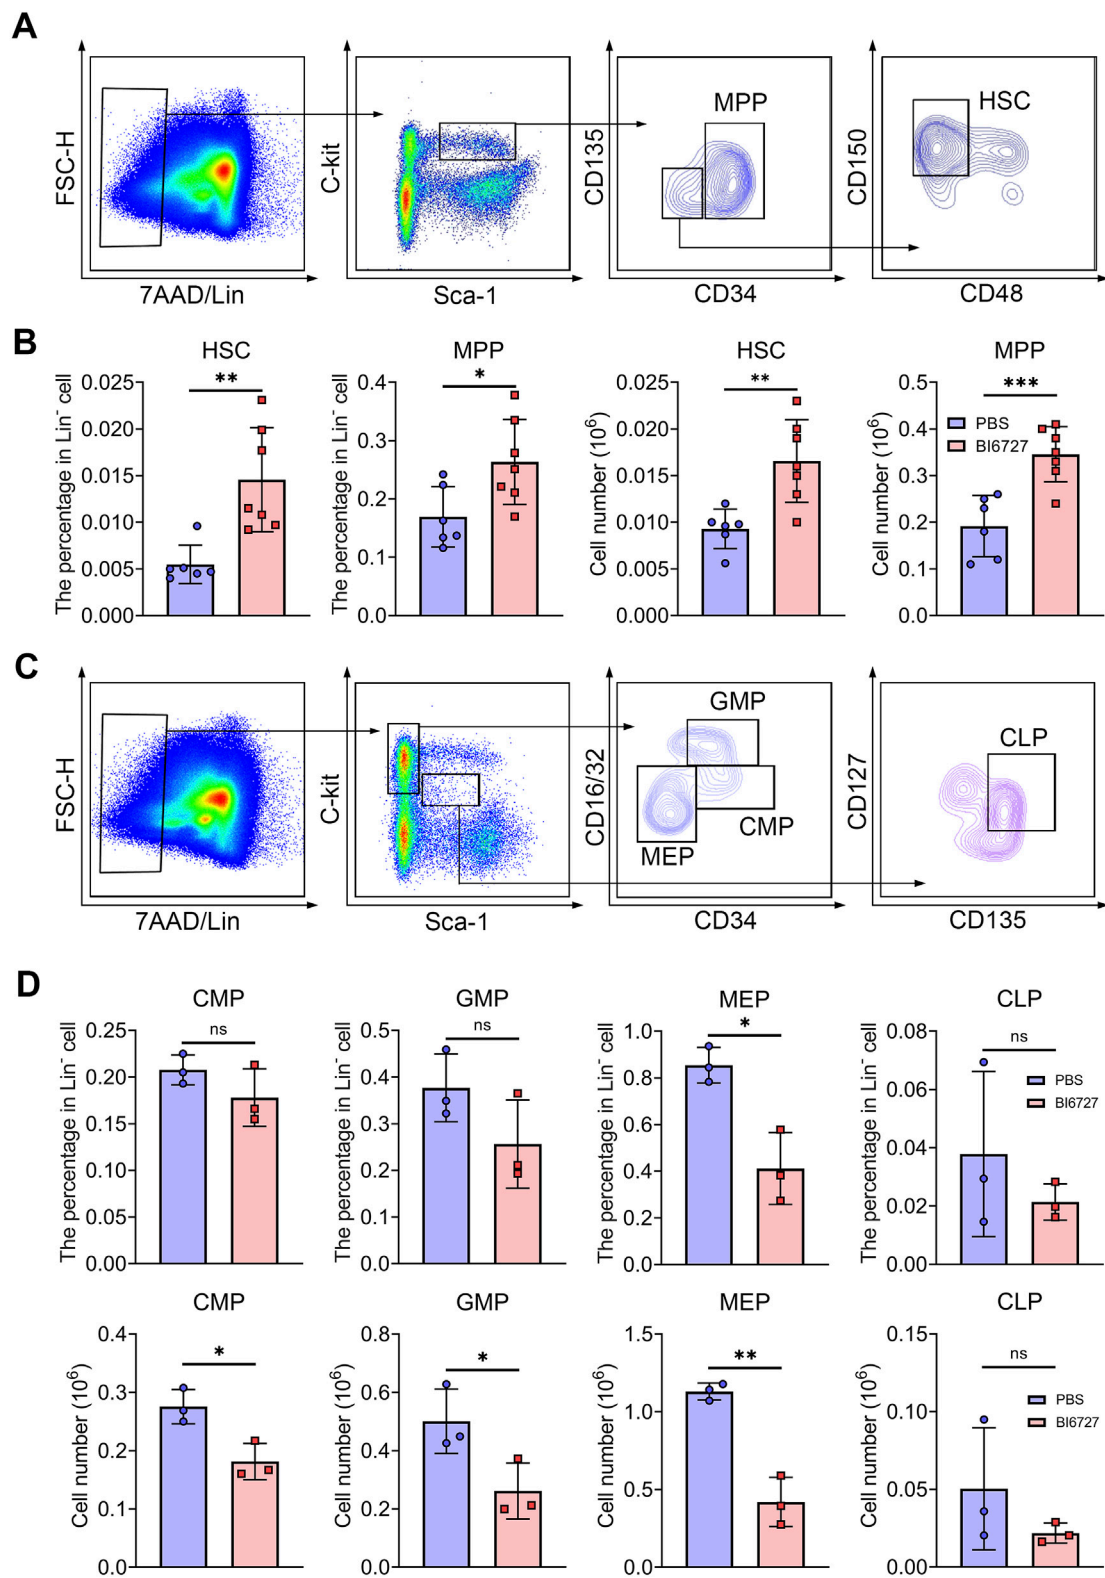 A
FSC-H
7AAD/Lin
C-kit
Sca-1
CD135
MPP
CD34
CD150
HSC
CD48
B
HSC
The percentage in Lin⁻ cell
0.025
0.020
0.015
0.010
0.005
0.000
**
MPP
The percentage in Lin⁻ cell
0.4
0.3
0.2
0.1
0.0
*
HSC
Cell number (10⁶)
0.025
0.020
0.015
0.010
0.005
0.000
**
MPP
Cell number (10⁶)
0.5
0.4
0.3
0.2
0.1
0.0
***
PBS
BI6727
C
FSC-H
7AAD/Lin
C-kit
Sca-1
CD16/32
GMP
CMP
MEP
CD34
CD127
CLP
CD135
D
CMP
The percentage in Lin⁻ cell
0.25
0.20
0.15
0.10
0.05
0.00
ns
GMP
The percentage in Lin⁻ cell
0.5
0.4
0.3
0.2
0.1
0.0
ns
MEP
The percentage in Lin⁻ cell
1.0
0.8
0.6
0.4
0.2
0.0
*
CLP
The percentage in Lin⁻ cell
0.08
0.06
0.04
0.02
0.00
ns
PBS
BI6727
CMP
Cell number (10⁶)
0.4
0.3
0.2
0.1
0.0
*
GMP
Cell number (10⁶)
0.8
0.6
0.4
0.2
0.0
*
MEP
Cell number (10⁶)
1.5
1.0
0.5
0.0
**
CLP
Cell number (10⁶)
0.15
0.10
0.05
0.00
ns
PBS
BI6727